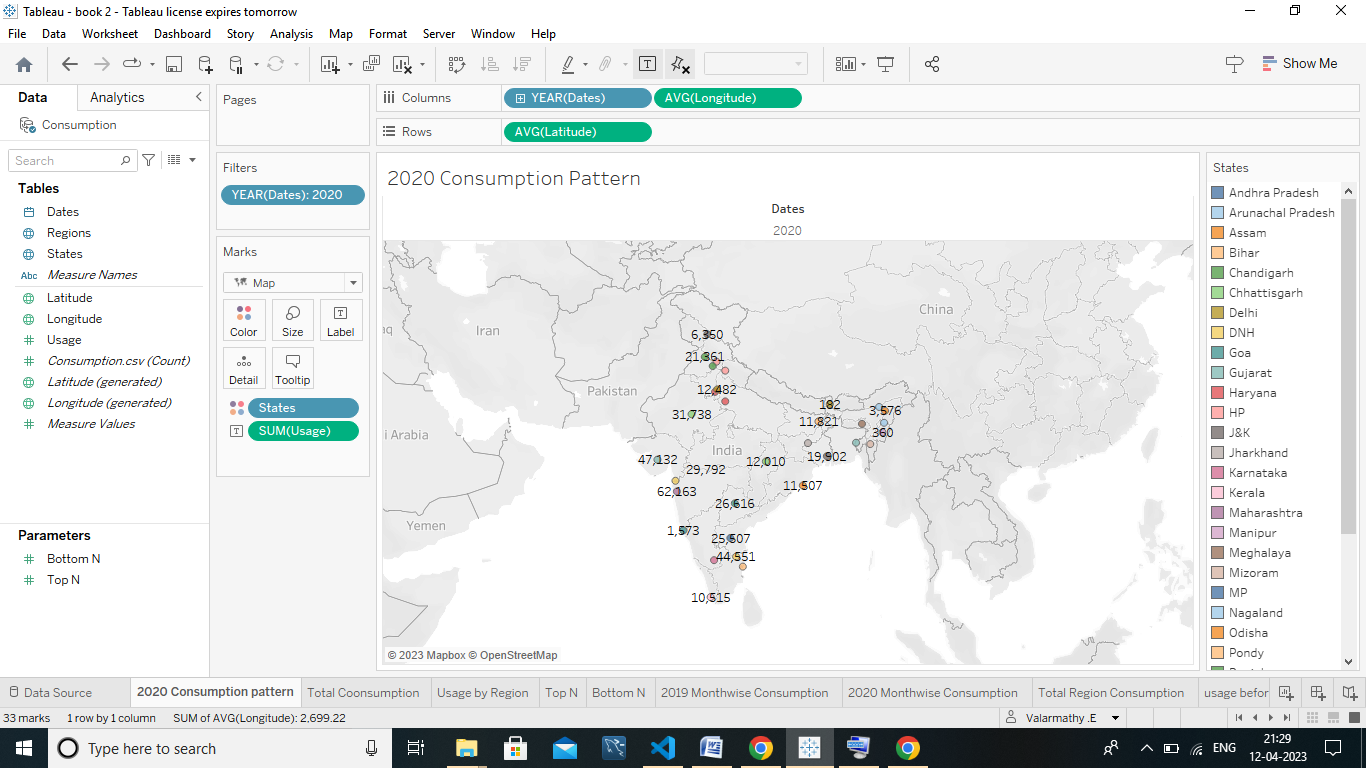 Tableau - book 2 - Tableau license expires tomorrow
File Data Worksheet Dashboard Story Analysis Map Format Server Window Help
Show Me
Data Analytics
Consumption
Search
Tables
Dates
Regions
States
Abc Measure Names
Latitude
Longitude
Usage
Consumption.csv (Count)
Latitude (generated)
Longitude (generated)
Measure Values
Parameters
Bottom N
Top N
Pages
Filters
YEAR(Dates): 2020
Marks
Map
Color Size Label
Detail Tooltip
States
SUM(Usage)
Columns YEAR(Dates) AVG(Longitude)
Rows AVG(Latitude)
2020 Consumption Pattern
Dates
2020
China
Iran
6,350
21,361
Pakistan
12,482
182
3,576
31,738
11,821
i Arabia
360
India
19,902
47,132
12,010
29,792
11,507
62,163
26,616
Yemen
1,573
25,607
44,551
10,515
© 2023 Mapbox © OpenStreetMap
States
Andhra Pradesh
Arunachal Pradesh
Assam
Bihar
Chandigarh
Chhattisgarh
Delhi
DNH
Goa
Gujarat
Haryana
HP
J&K
Jharkhand
Karnataka
Kerala
Maharashtra
Manipur
Meghalaya
Mizoram
MP
Nagaland
Odisha
Pondy
Data Source 2020 Consumption pattern Total Coonsumption Usage by Region Top N Bottom N 2019 Monthwise Consumption 2020 Monthwise Consumption Total Region Consumption usage befor
33 marks 1 row by 1 column SUM of AVG(Longitude): 2,699.22 Valarmathy .E
Type here to search ENG 21:29
12-04-2023